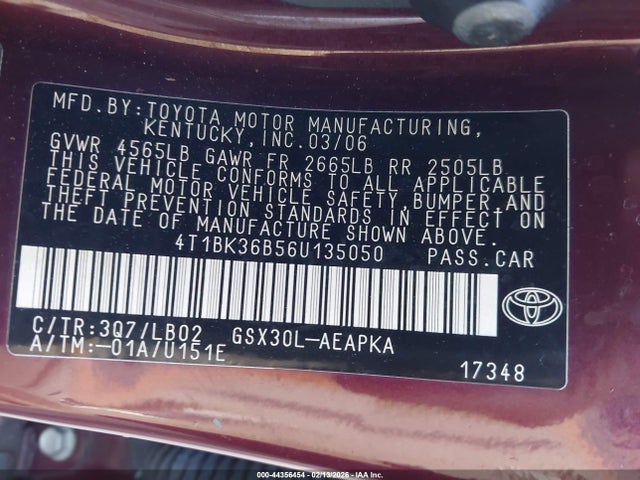 MFD.BY:TOYOTA MOTOR MANUFACTURING,
KENTUCKY,INC.03/06
GVWR 4565LB GAWR FR 2665LB RR 2505LB
THIS VEHICLE CONFORMS TO ALL APPLICABLE
FEDERAL MOTOR VEHICLE SAFETY,BUMPER,AND
THEFT PREVENTION STANDARDS IN EFFECT ON
THE DATE OF MANUFACTURE SHOWN ABOVE.
4T1BK36B56U135050 PASS.CAR
C/TR:3Q7/LB02 GSX30L-AEAPKA
A/TM:-01A/U151E
TOYOTA
17348
000-44356454 - 02/13/2026 - IAA Inc.